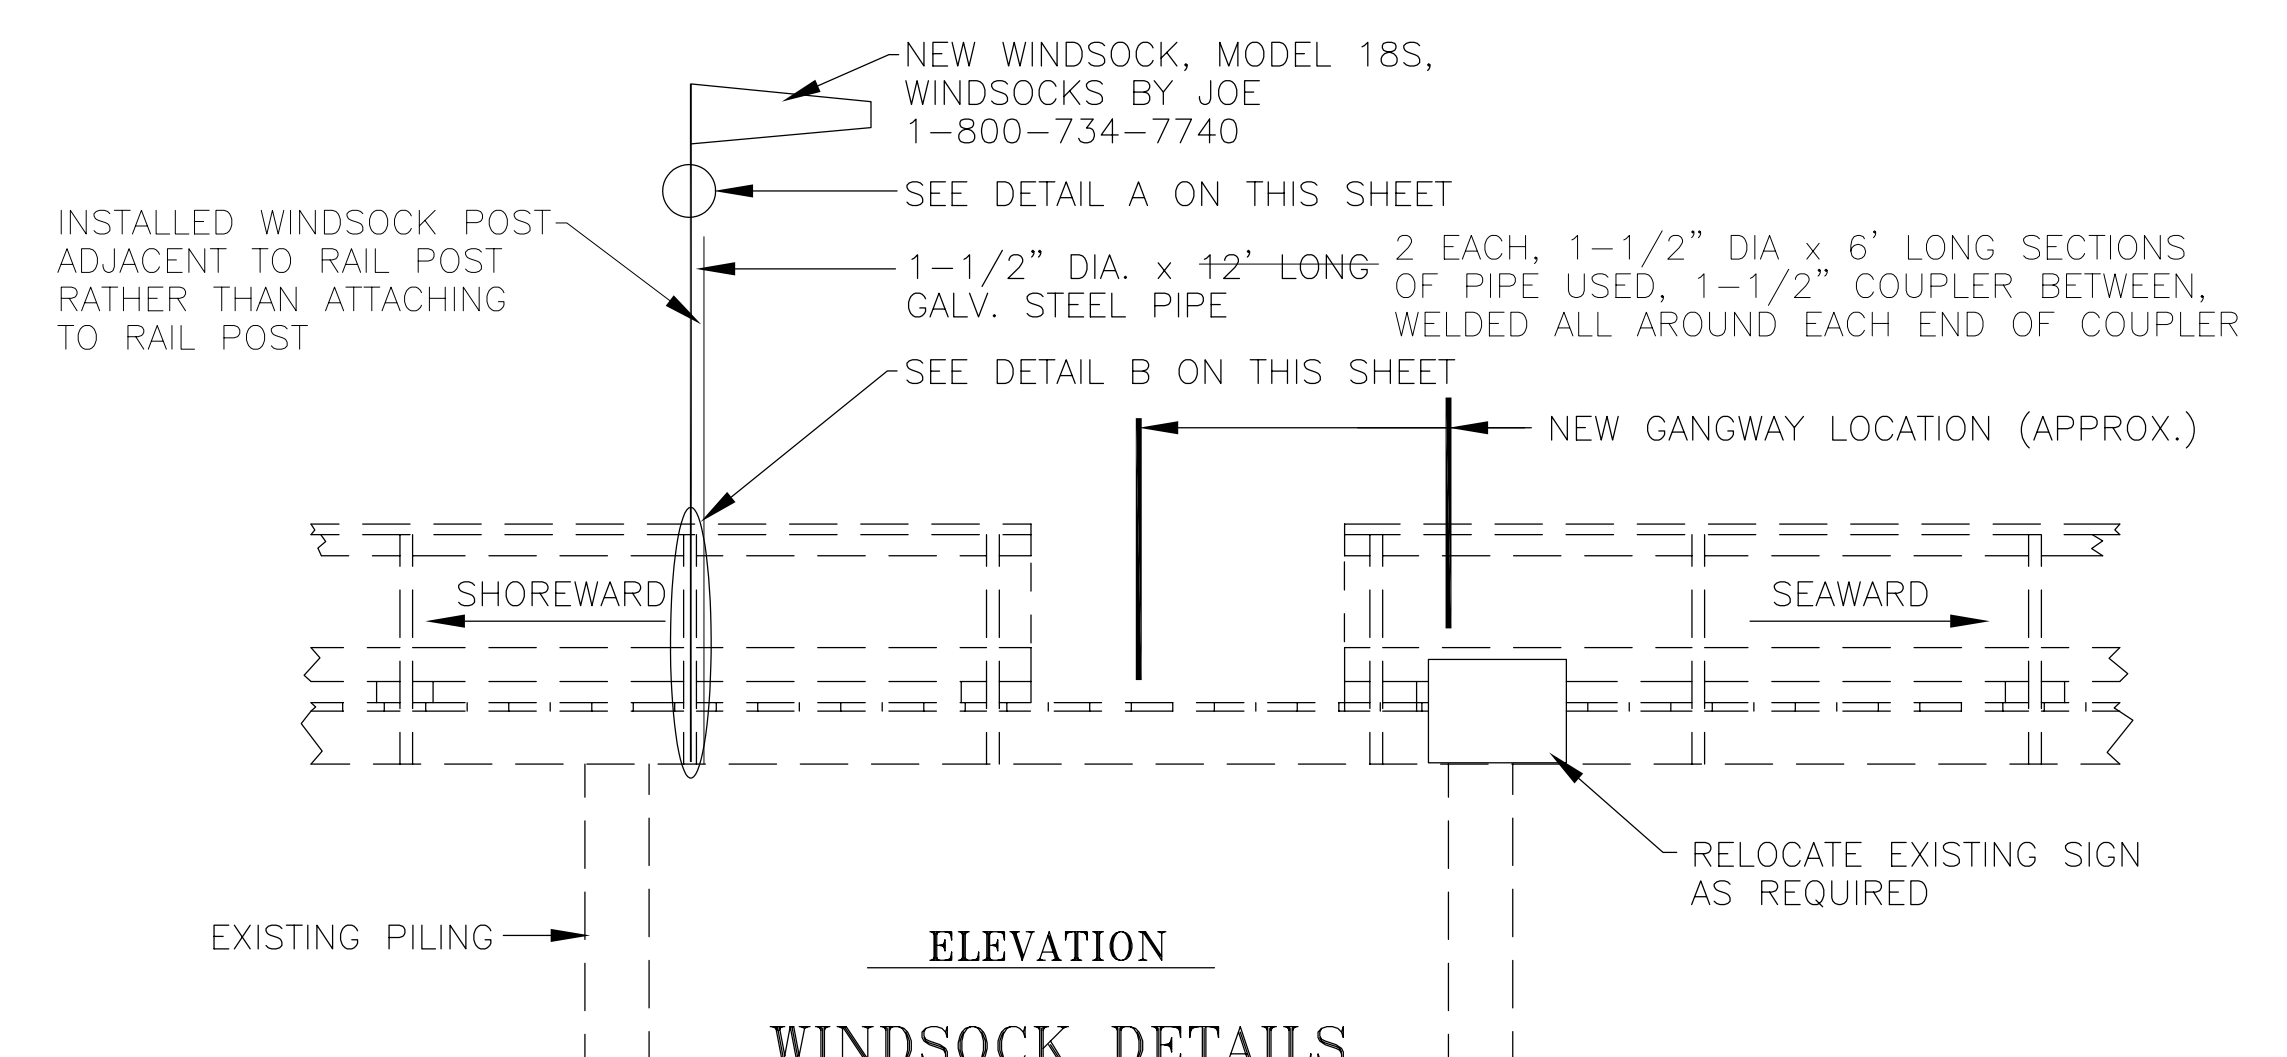 NEW WINDSOCK, MODEL 18S,
WINDSOCKS BY JOE
1-800-734-7740
SEE DETAIL A ON THIS SHEET
INSTALLED WINDSOCK POST
ADJACENT TO RAIL POST
RATHER THAN ATTACHING
TO RAIL POST
1-1/2" DIA. x 12' LONG
GALV. STEEL PIPE
2 EACH, 1-1/2" DIA x 6' LONG SECTIONS
OF PIPE USED, 1-1/2" COUPLER BETWEEN,
WELDED ALL AROUND EACH END OF COUPLER
SEE DETAIL B ON THIS SHEET
NEW GANGWAY LOCATION (APPROX.)
SHOREWARD
SEAWARD
RELOCATE EXISTING SIGN
AS REQUIRED
EXISTING PILING
ELEVATION
WINDSOCK DETAILS